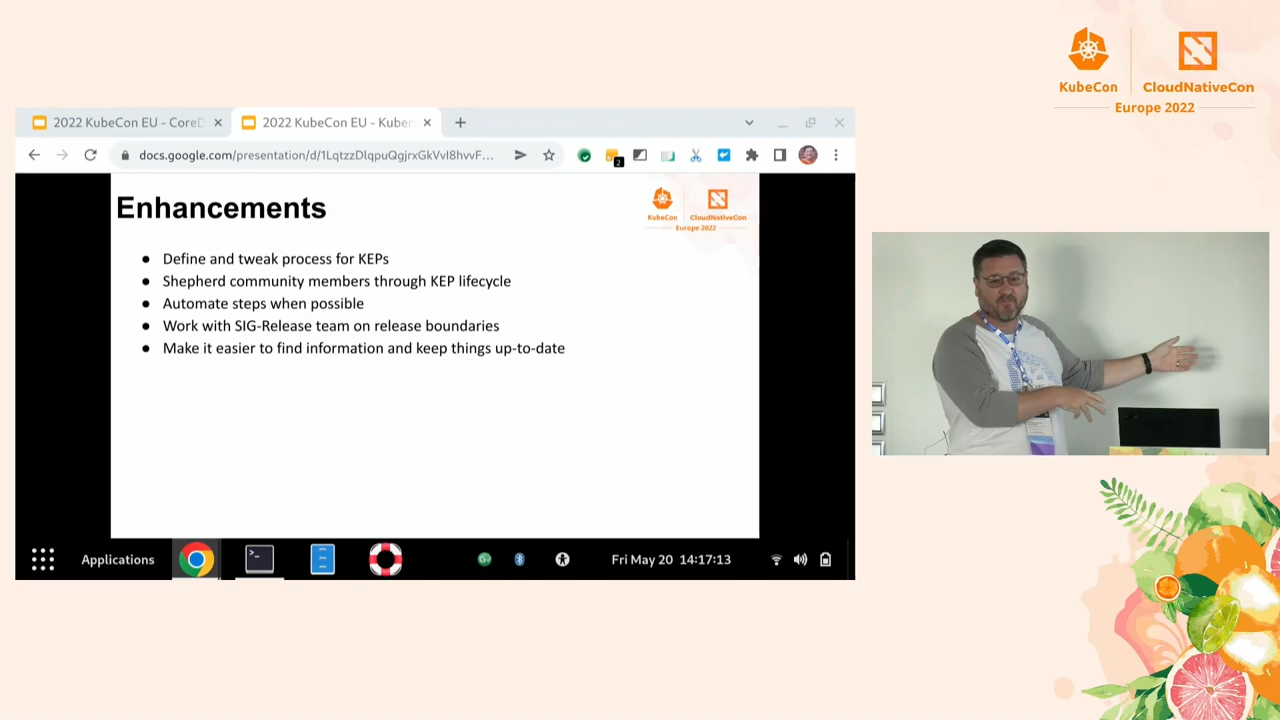 KubeCon
CloudNativeCon
Europe 2022
2022 KubeCon EU - CoreD
2022 KubeCon EU - Kuber
docs.google.com/presentation/d/1LqtzzDlqpuQgjrxGkVvI8hvvF...
2
Enhancements
KubeCon
CloudNativeCon
Europe 2022
● Define and tweak process for KEPs
● Shepherd community members through KEP lifecycle
● Automate steps when possible
● Work with SIG-Release team on release boundaries
● Make it easier to find information and keep things up-to-date
Applications
Fri May 20 14:17:13